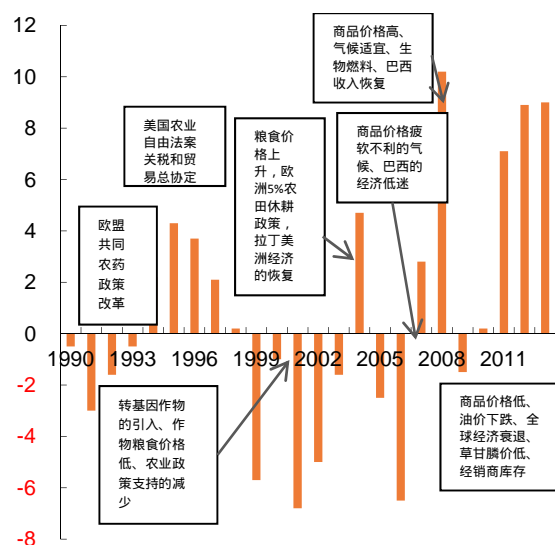 12
10
8
6
4
2
0
-2
-4
-6
-8
1990
1993
1996
1999
2002
2005
2008
2011
欧盟
共同
农药
政策
改革
美国农业
自由法案
关税和贸
易总协定
粮食价
格上
升，欧
洲5%农
田休耕
政策，
拉丁美
洲经济
的恢复
商品价格高、
气候适宜、生
物燃料、巴西
收入恢复
商品价格疲
软不利的气
候、巴西的
经济低迷
转基因作物
的引入、作
物粮食价格
低、农业政
策支持的减
少
商品价格低、
油价下跌、全
球经济衰退、
草甘膦价低、
经销商库存